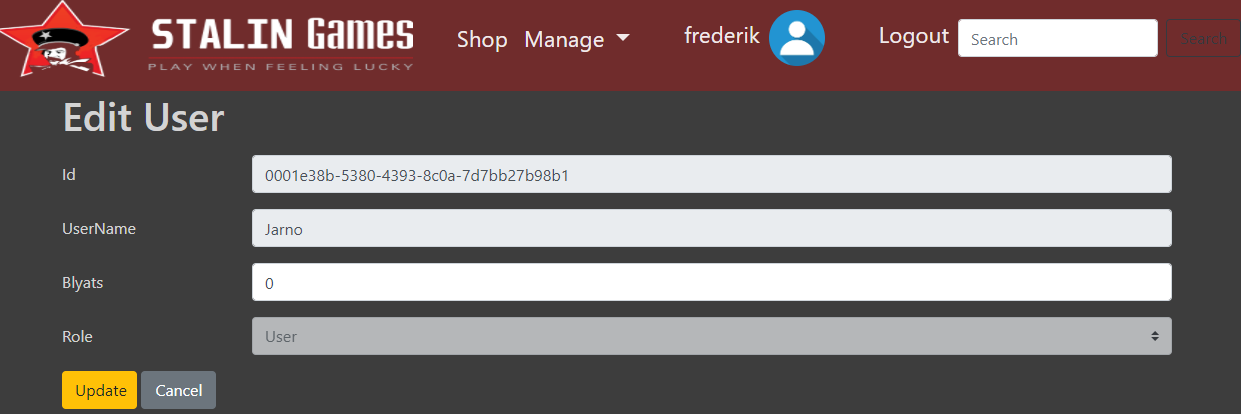 STALIN Games
PLAY WHEN FEELING LUCKY
Shop Manage frederik Logout Search Search
Edit User
Id 0001e38b-5380-4393-8c0a-7d7bb27b98b1
UserName Jarno
Blyats 0
Role User
Update Cancel